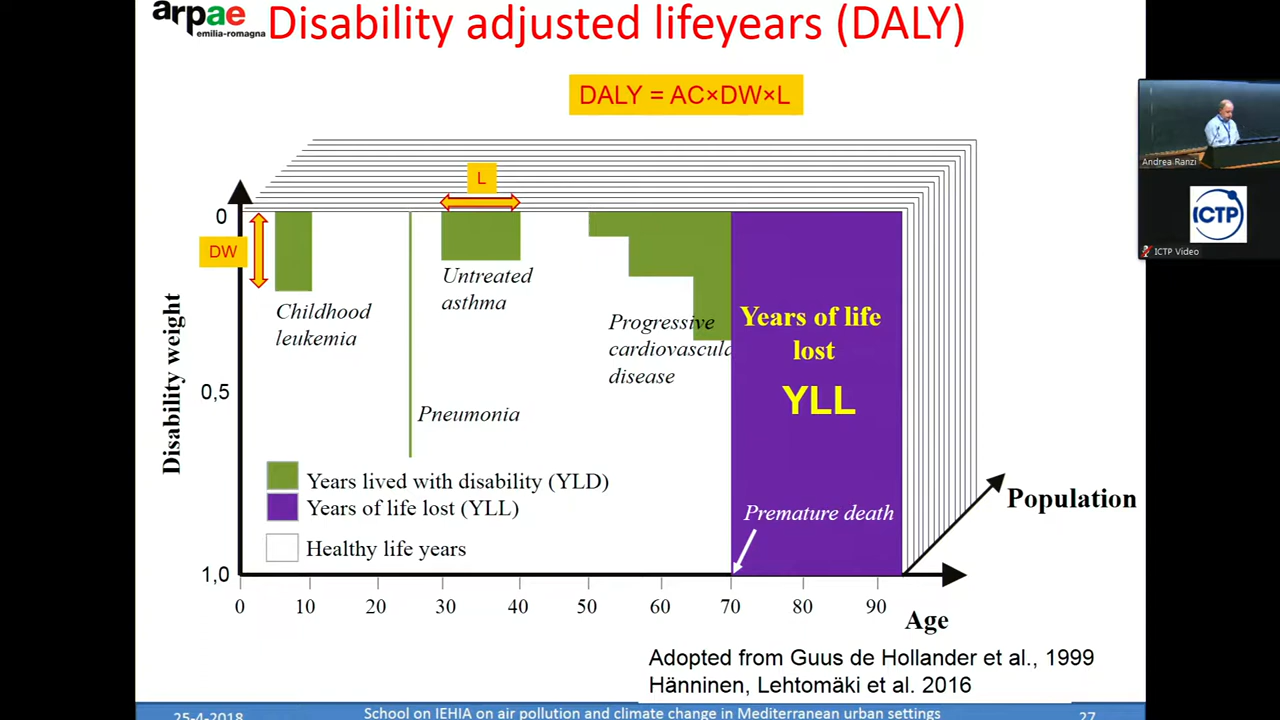 arpae
emilia-romagna
Disability adjusted lifeyears (DALY)
DALY = AC×DW×L
L
Andrea Ranzi
ICTP
ICTP Video
0
DW
Untreated
asthma
Childhood
leukemia
Progressive
cardiovascula
disease
Years of life
lost
YLL
Disability weight
0,5
Pneumonia
Years lived with disability (YLD)
Years of life lost (YLL)
Healthy life years
Premature death
Population
1,0
0 10 20 30 40 50 60 70 80 90
Age
Adopted from Guus de Hollander et al., 1999
Hänninen, Lehtomäki et al. 2016
25-4-2018
School on IEHIA on air pollution and climate change in Mediterranean urban settings
27